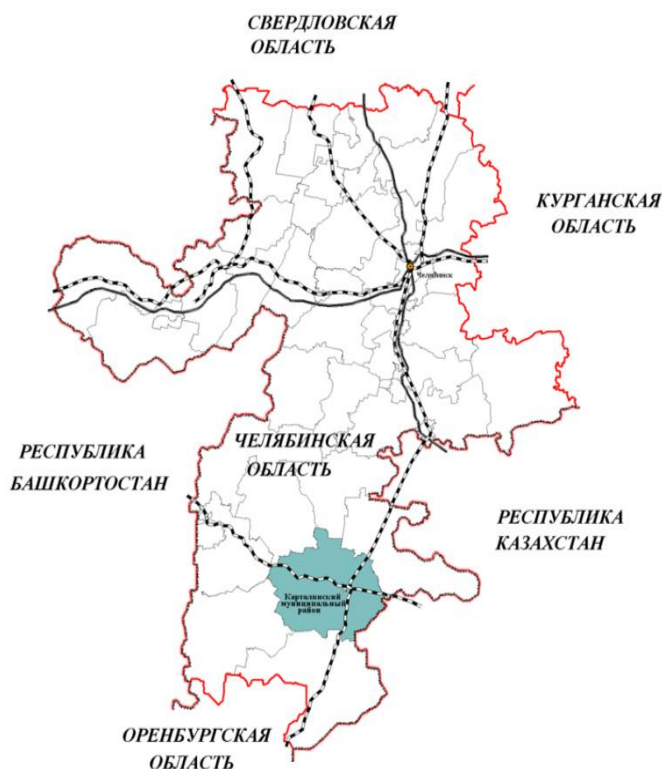 СВЕРДЛОВСКАЯ
ОБЛАСТЬ
КУРГАНСКАЯ
ОБЛАСТЬ
Челябинск
ЧЕЛЯБИНСКАЯ
ОБЛАСТЬ
РЕСПУБЛИКА
БАШКОРТОСТАН
РЕСПУБЛИКА
КАЗАХСТАН
Карталинский
муниципальный
район
ОРЕНБУРГСКАЯ
ОБЛАСТЬ